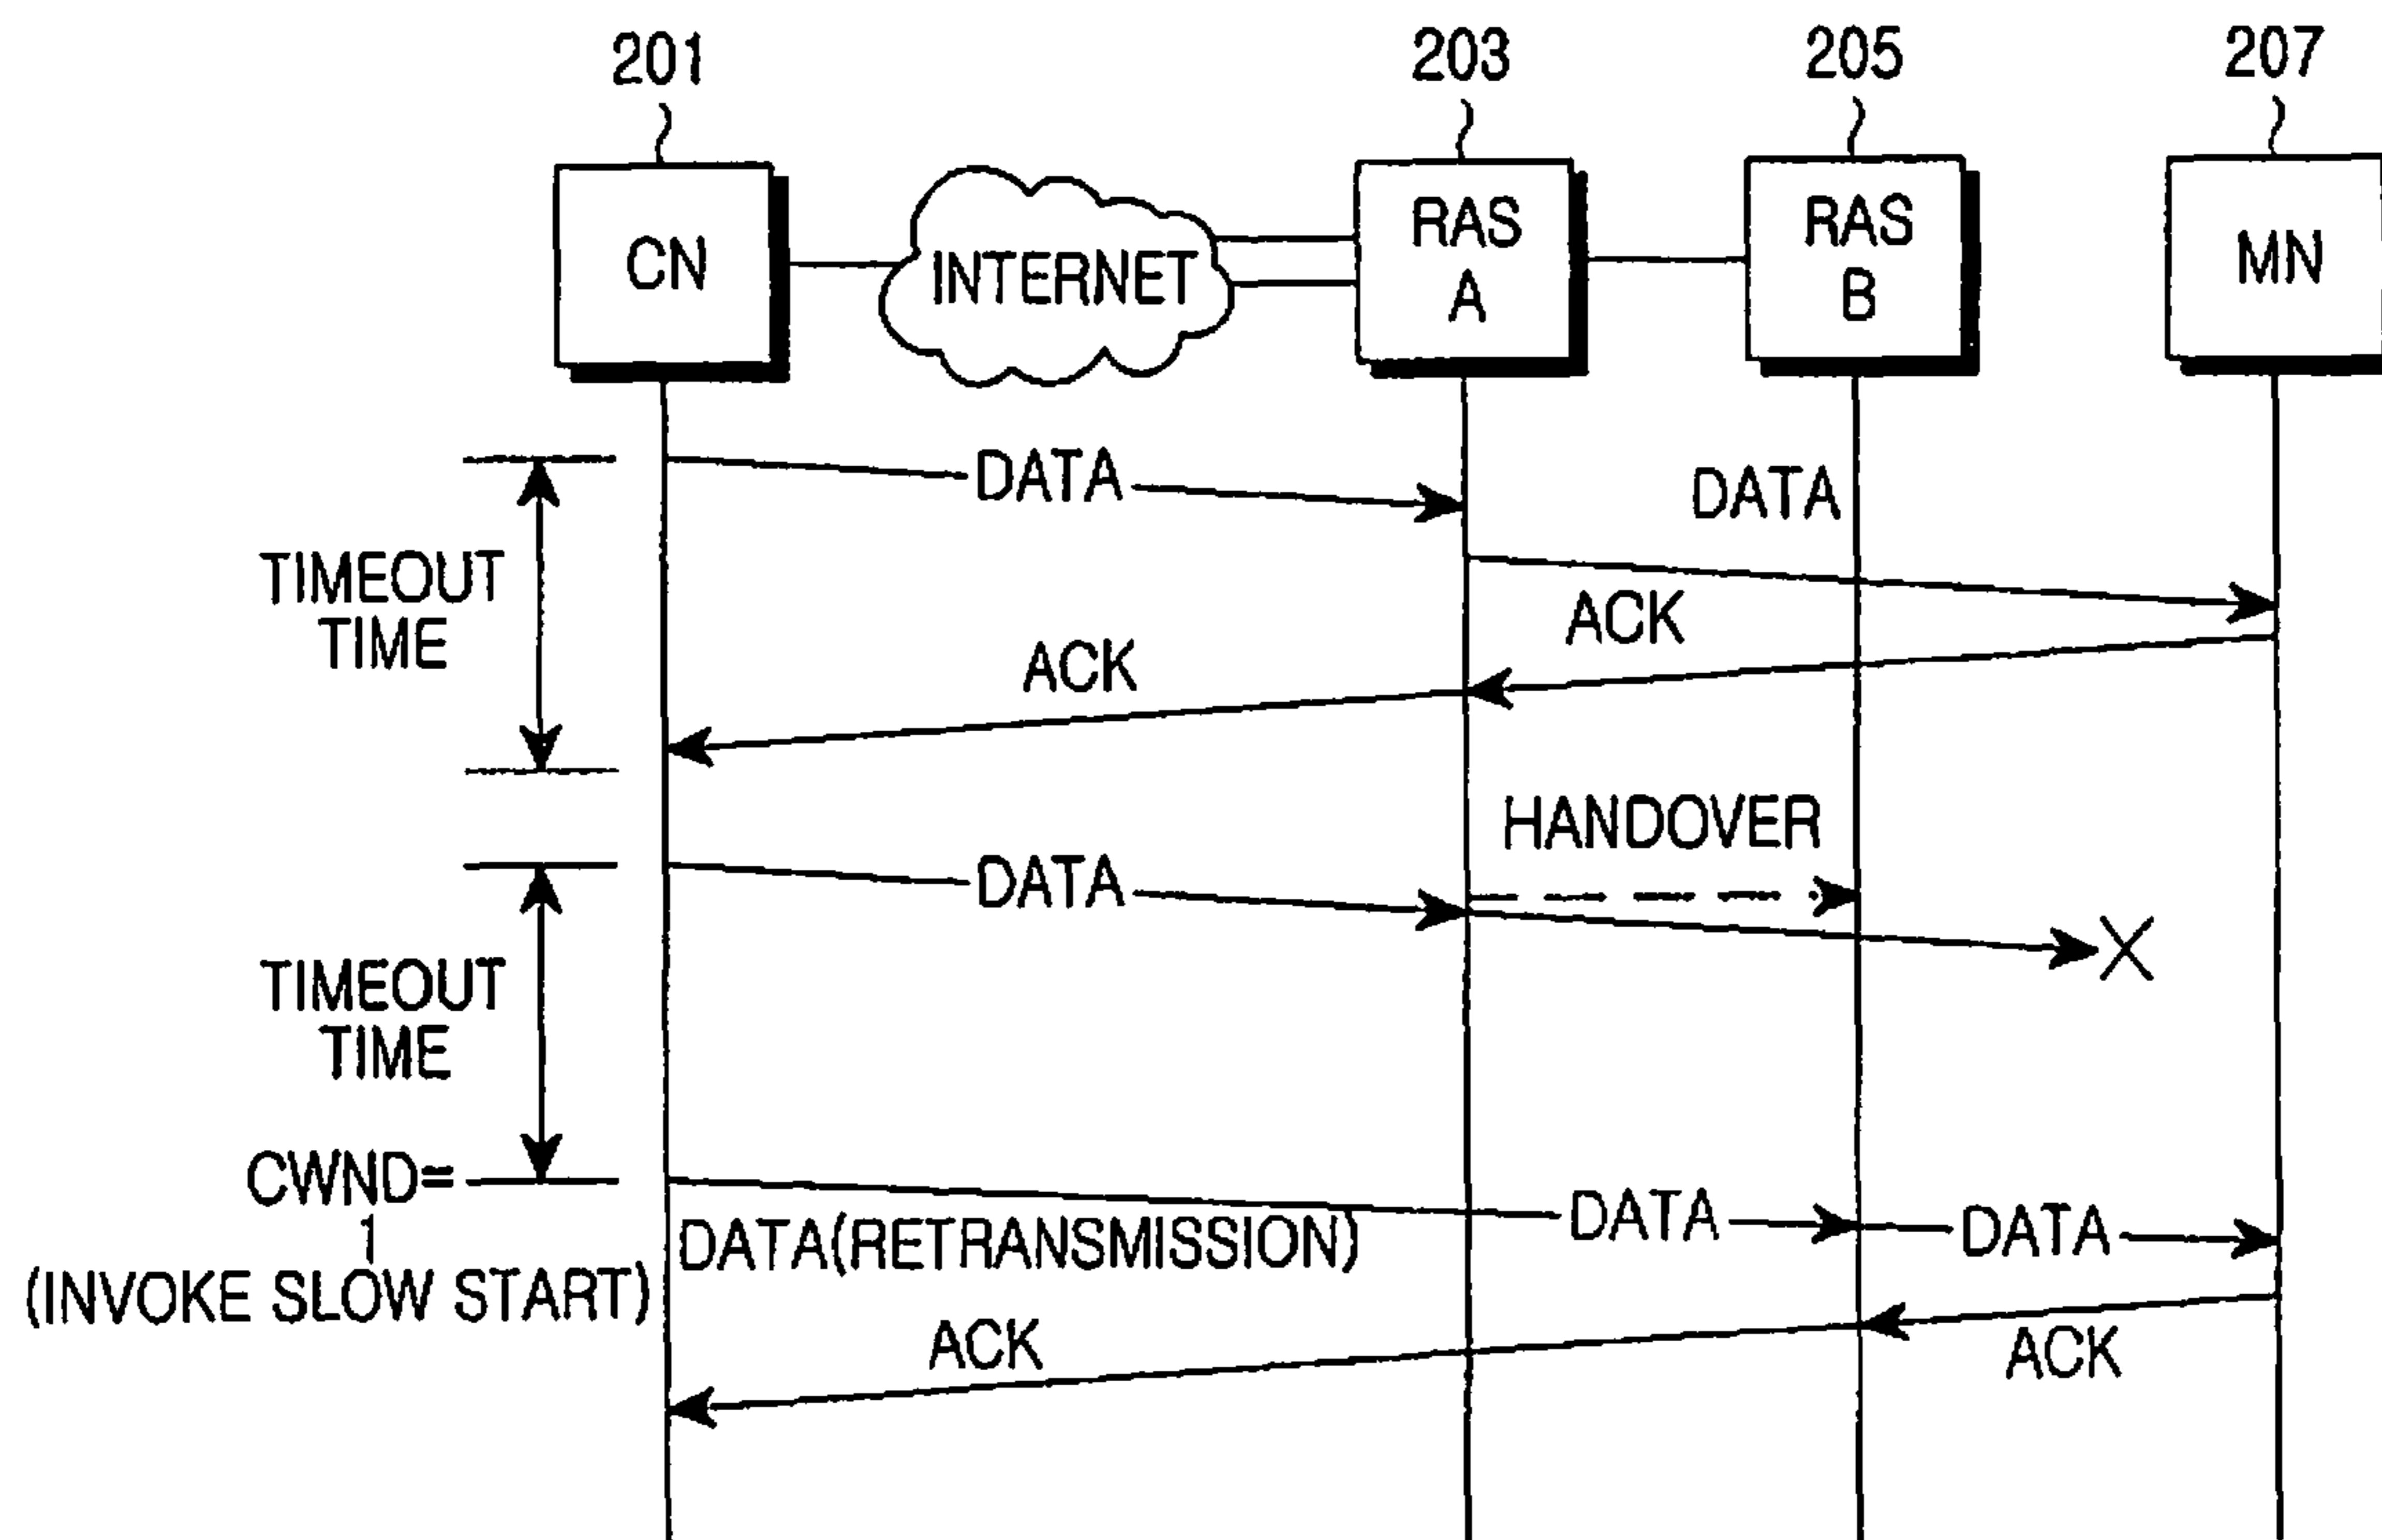 201
203
205
207
CN
INTERNET
RAS
A
RAS
B
MN
DATA
DATA
TIMEOUT
TIME
ACK
ACK
HANDOVER
DATA
X
TIMEOUT
TIME
CWND=
1
(INVOKE SLOW START)
DATA(RETRANSMISSION)
DATA
DATA
ACK
ACK